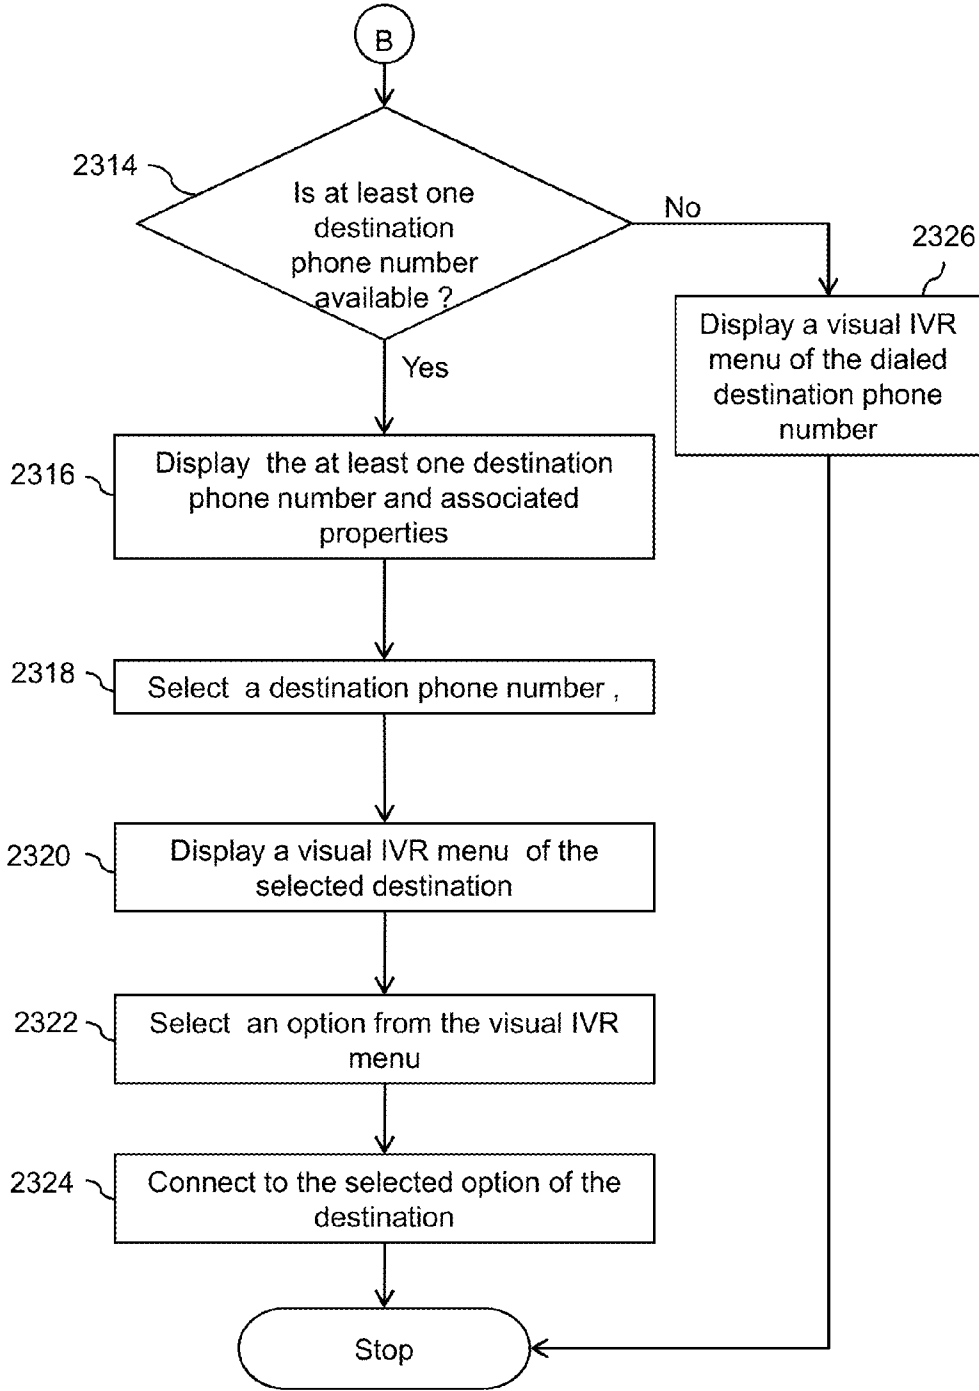 B
2314
Is at least one
destination
phone number
available ?
No
2326
Display a visual IVR
menu of the dialed
destination phone
number
Yes
2316
Display the at least one destination
phone number and associated
properties
2318
Select a destination phone number ,
2320
Display a visual IVR menu of the
selected destination
2322
Select an option from the visual IVR
menu
2324
Connect to the selected option of the
destination
Stop